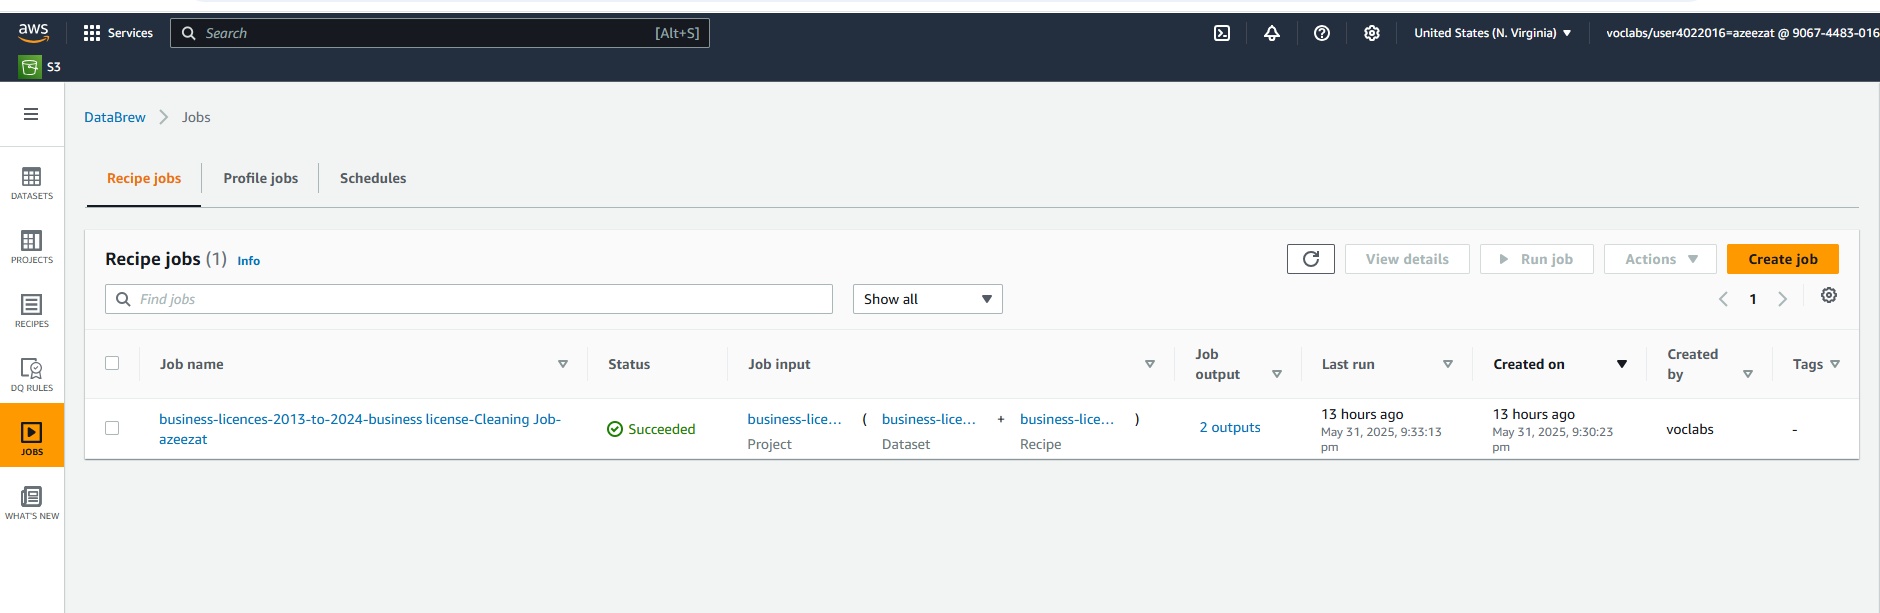 aws
Services
Search
[Alt+S]
United States (N. Virginia)
voclabs/user4022016=azeezat @ 9067-4483-016
S3
DataBrew
Jobs
DATASETS
PROJECTS
RECIPES
DQ RULES
JOBS
WHAT'S NEW
Recipe jobs
Profile jobs
Schedules
Recipe jobs (1) Info
View details
Run job
Actions
Create job
Find jobs
Show all
1
Job name
Status
Job input
Job
output
Last run
Created on
Created
by
Tags
business-licences-2013-to-2024-business license-Cleaning Job-
azeezat
Succeeded
business-lice... ( business-lice... + business-lice... )
Project Dataset Recipe
2 outputs
13 hours ago
May 31, 2025, 9:33:13
pm
13 hours ago
May 31, 2025, 9:30:23
pm
voclabs
-